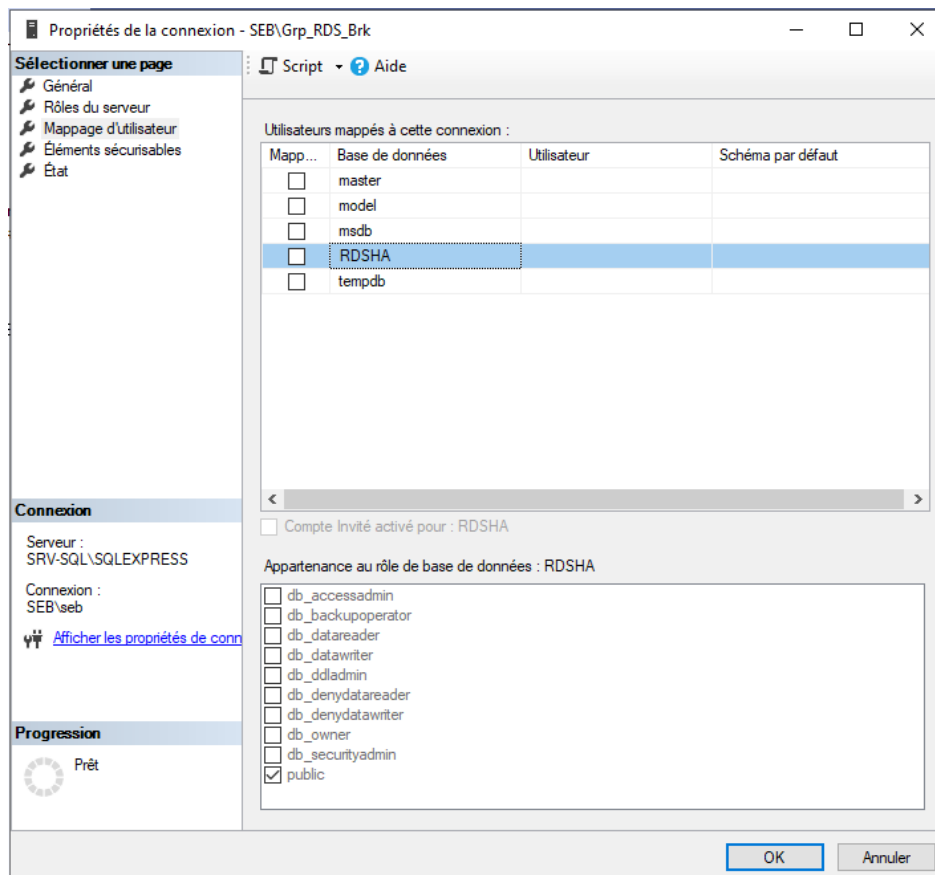 Propriétés de la connexion - SEB\Grp_RDS_Brk
Sélectionner une page
Général
Rôles du serveur
Mappage d'utilisateur
Éléments sécurisables
État
Script
Aide
Utilisateurs mappés à cette connexion :
Mapp... Base de données Utilisateur Schéma par défaut
master
model
msdb
RDSHA
tempdb
Compte Invité activé pour : RDSHA
Appartenance au rôle de base de données : RDSHA
db_accessadmin
db_backupoperator
db_datareader
db_datawriter
db_ddladmin
db_denydatareader
db_denydatawriter
db_owner
db_securityadmin
public
Connexion
Serveur :
SRV-SQL\SQLEXPRESS
Connexion :
SEB\seb
Afficher les propriétés de conn
Progression
Prêt
OK Annuler